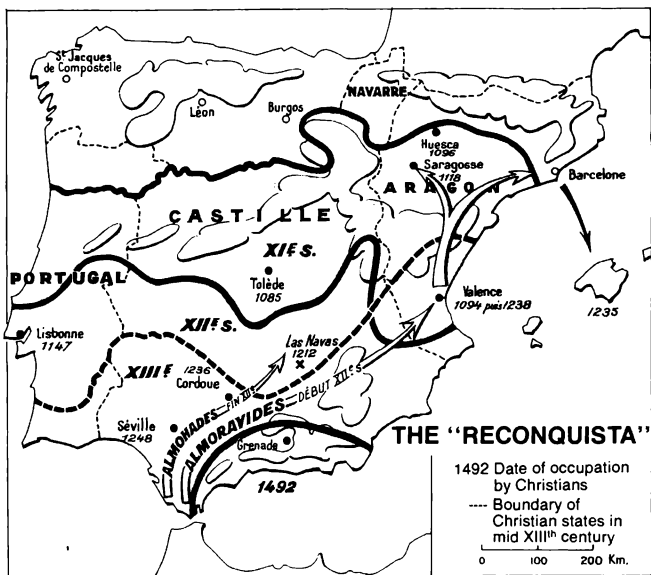 St Jacques
de Compostelle
Léon
Burgos
NAVARRE
Huesca
1096
Saragosse
1118
ARAGON
Barcelone
CASTILLE
XIe s.
PORTUGAL
Tolède
1085
Valence
1094 puis 1238
1235
Lisbonne
1147
XIIe s.
Las Navas
1212
XIIIe
1236
Cordoue
Séville
1248
ALMOHADES FIN XIIe
ALMORAVIDES DÉBUT XIIe s
Grenade
1492
THE "RECONQUISTA"
1492 Date of occupation
by Christians
---- Boundary of
Christian states in
mid XIIIth century
0 100 200 Km.